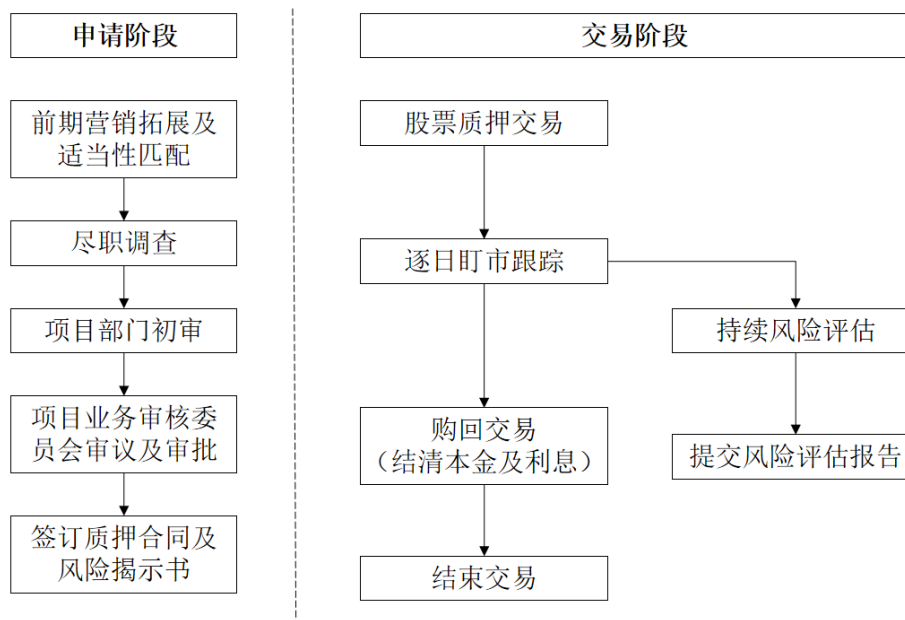 申请阶段
交易阶段
前期营销拓展及
适当性匹配
尽职调查
项目部门初审
项目业务审核委
员会审议及审批
签订质押合同及
风险揭示书
股票质押交易
逐日盯市跟踪
持续风险评估
购回交易
（结清本金及利息）
提交风险评估报告
结束交易